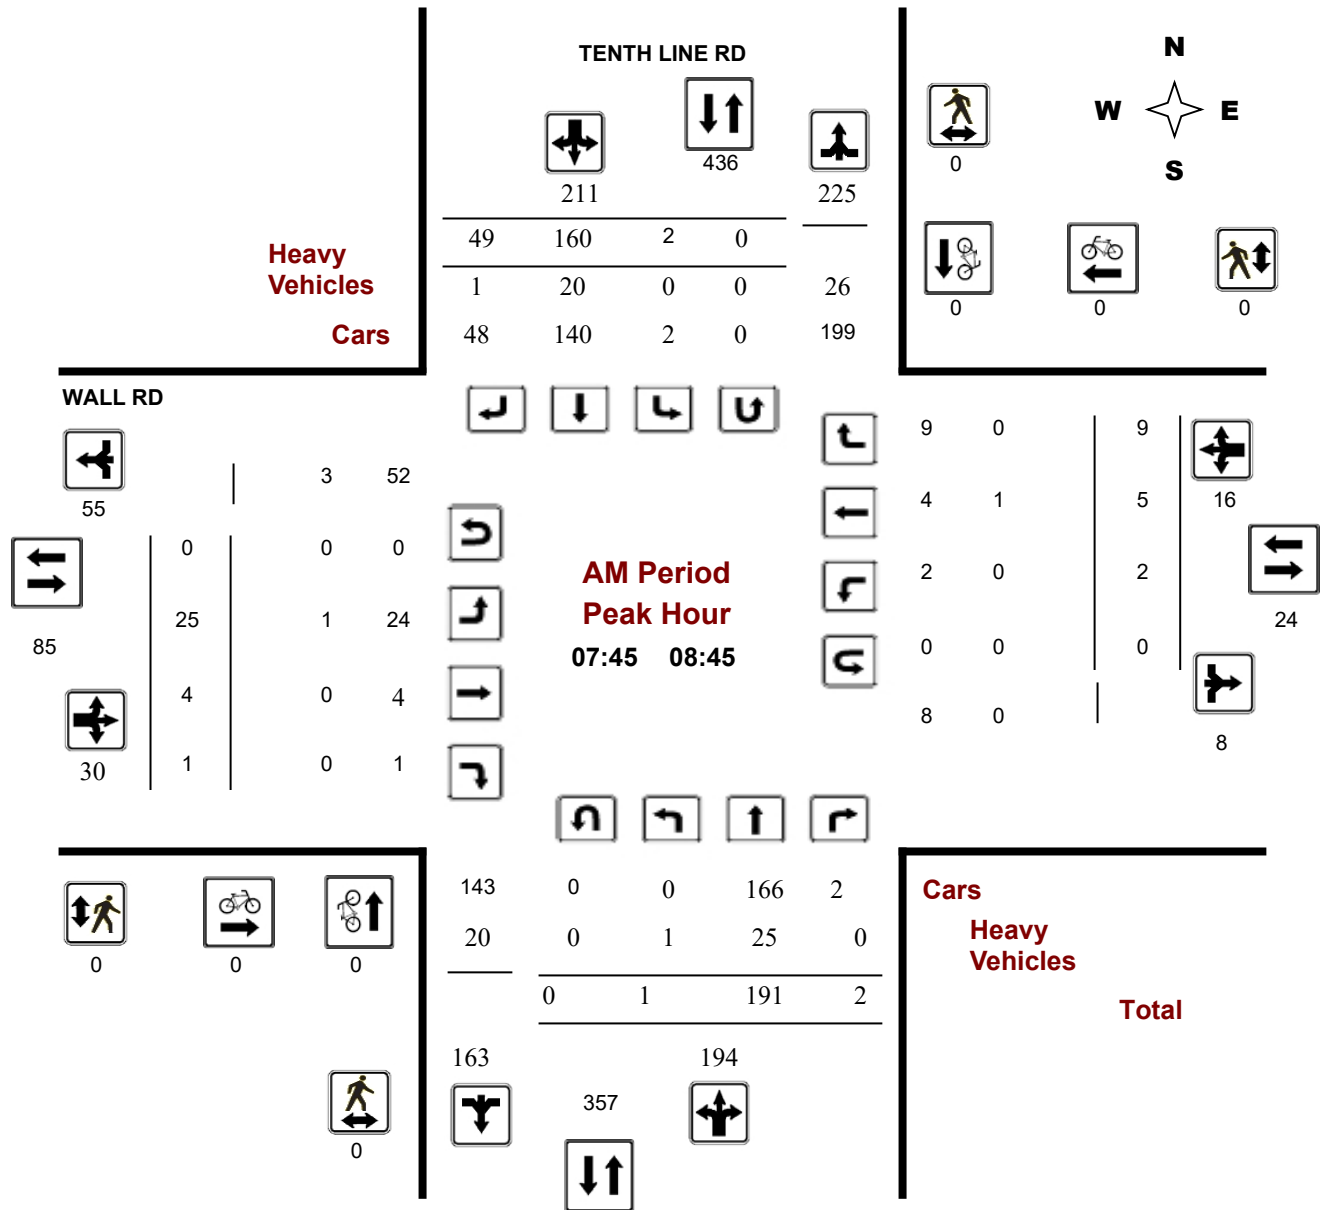 TENTH LINE RD
N
W E
S
436
0
211 225
49 160 2 0
Heavy
Vehicles
1 20 0 0 26
Cars
48 140 2 0 199
0 0 0
WALL RD
9 0 9
3 52
55
4 1 5 16
0 0 0
AM Period
2 0 2
25 1 24
Peak Hour
24
85
07:45 08:45
0 0 0
4 0 4
8 0
8
30 1 0 1
143 0 0 166 2
Cars
20 0 1 25 0
Heavy
Vehicles
0 0 0
0 1 191 2
Total
163 194
357
0